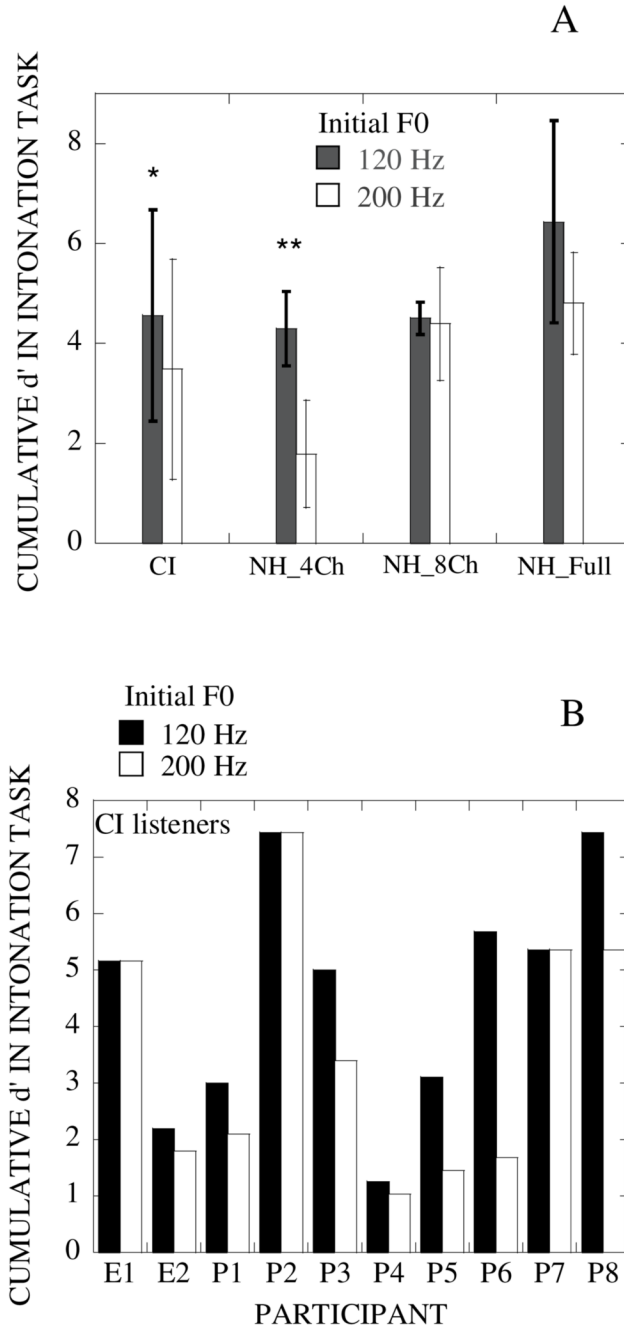 A
CUMULATIVE d' IN INTONATION TASK
8
6
4
2
0
Initial F0
120 Hz
200 Hz
*
**
CI NH_4Ch NH_8Ch NH_Full
B
Initial F0
120 Hz
200 Hz
CUMULATIVE d' IN INTONATION TASK
8
7
6
5
4
3
2
1
0
CI listeners
E1 E2 P1 P2 P3 P4 P5 P6 P7 P8
PARTICIPANT